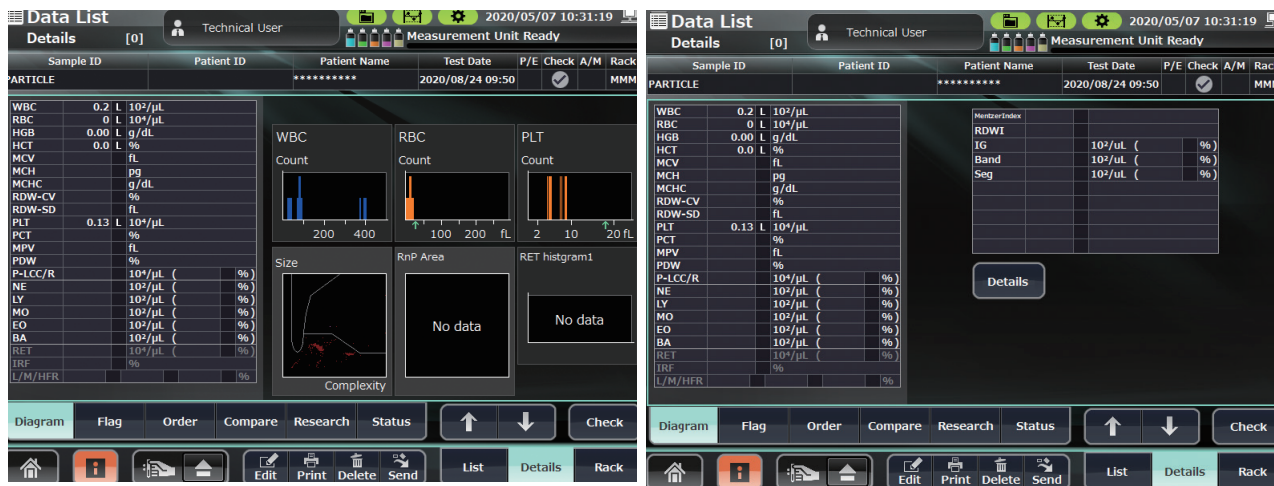 Data List
2020/05/07 10:31:19
Details [0] Technical User Measurement Unit Ready
Sample ID Patient ID Patient Name Test Date P/E Check A/M Rack
PARTICLE ********** 2020/08/24 09:50 MMM
WBC 0.2 L 10²/µL
RBC 0 L 10⁴/µL
HGB 0.00 L g/dL
HCT 0.0 L %
MCV fL
MCH pg
MCHC g/dL
RDW-CV %
RDW-SD fL
PLT 0.13 L 10⁴/µL
PCT %
MPV fL
PDW %
P-LCC/R 10⁴/µL ( %)
NE 10²/µL ( %)
LY 10²/µL ( %)
MO 10²/µL ( %)
EO 10²/µL ( %)
BA 10²/µL ( %)
RET 10⁴/µL ( %)
IRF %
L/M/HFR %
WBC RBC PLT
Count Count Count
200 400 100 200 fL 2 10 20 fL
Size RnP Area RET histgram1
No data No data
Complexity
Diagram Flag Order Compare Research Status Check
Edit Print Delete Send List Details Rack
Data List
2020/05/07 10:31:19
Details [0] Technical User Measurement Unit Ready
Sample ID Patient ID Patient Name Test Date P/E Check A/M
PARTICLE ********** 2020/08/24 09:50
WBC 0.2 L 10²/µL
RBC 0 L 10⁴/µL
HGB 0.00 L g/dL
HCT 0.0 L %
MCV fL
MCH pg
MCHC g/dL
RDW-CV %
RDW-SD fL
PLT 0.13 L 10⁴/µL
PCT %
MPV fL
PDW %
P-LCC/R 10⁴/µL ( %)
NE 10²/µL ( %)
LY 10²/µL ( %)
MO 10²/µL ( %)
EO 10²/µL ( %)
BA 10²/µL ( %)
RET 10⁴/µL ( %)
IRF %
L/M/HFR %
MentzerIndex
RDWI
IG 10²/uL ( %)
Band 10²/uL ( %)
Seg 10²/uL ( %)
Details
Diagram Flag Order Compare Research Status Check
Edit Print Delete Send List Details Rack